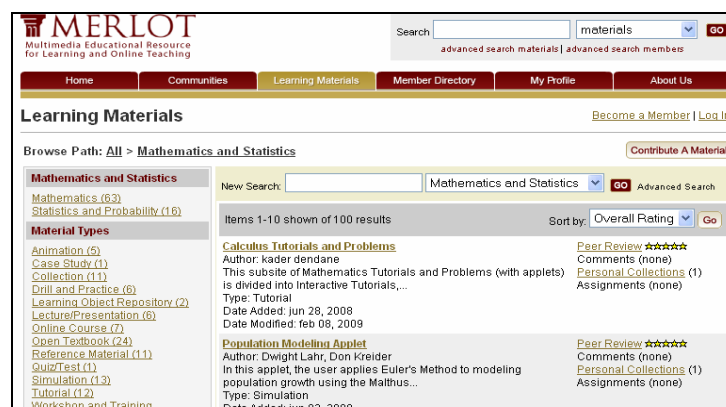 MERLOT
Multimedia Educational Resource
for Learning and Online Teaching
Search materials GO
advanced search materials | advanced search members
Home Communities Learning Materials Member Directory My Profile About Us
Learning Materials
Become a Member | Log In
Browse Path: All > Mathematics and Statistics
Contribute A Material
Mathematics and Statistics
Mathematics (63)
Statistics and Probability (16)
Material Types
Animation (5)
Case Study (1)
Collection (11)
Drill and Practice (6)
Learning Object Repository (2)
Lecture/Presentation (6)
Online Course (7)
Open Textbook (24)
Reference Material (11)
Quiz/Test (1)
Simulation (13)
Tutorial (12)
Workshop and Training
New Search: Mathematics and Statistics GO Advanced Search
Items 1-10 shown of 100 results
Sort by: Overall Rating Go
Calculus Tutorials and Problems
Author: kader dendane
This subsite of Mathematics Tutorials and Problems (with applets)
is divided into Interactive Tutorials,...
Type: Tutorial
Date Added: jun 28, 2008
Date Modified: feb 08, 2009
Peer Review
Comments (none)
Personal Collections (1)
Assignments (none)
Population Modeling Applet
Author: Dwight Lahr, Don Kreider
In this applet, the user applies Euler's Method to modeling
population growth using the Malthus...
Type: Simulation
Peer Review
Comments (none)
Personal Collections (1)
Assignments (none)